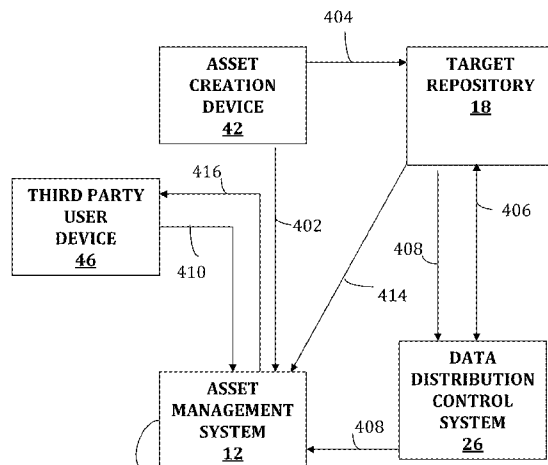 404
ASSET
CREATION
DEVICE
42
TARGET
REPOSITORY
18
THIRD PARTY
USER
DEVICE
46
416
410
402
408
406
414
ASSET
MANAGEMENT
SYSTEM
12
408
DATA
DISTRIBUTION
CONTROL
SYSTEM
26